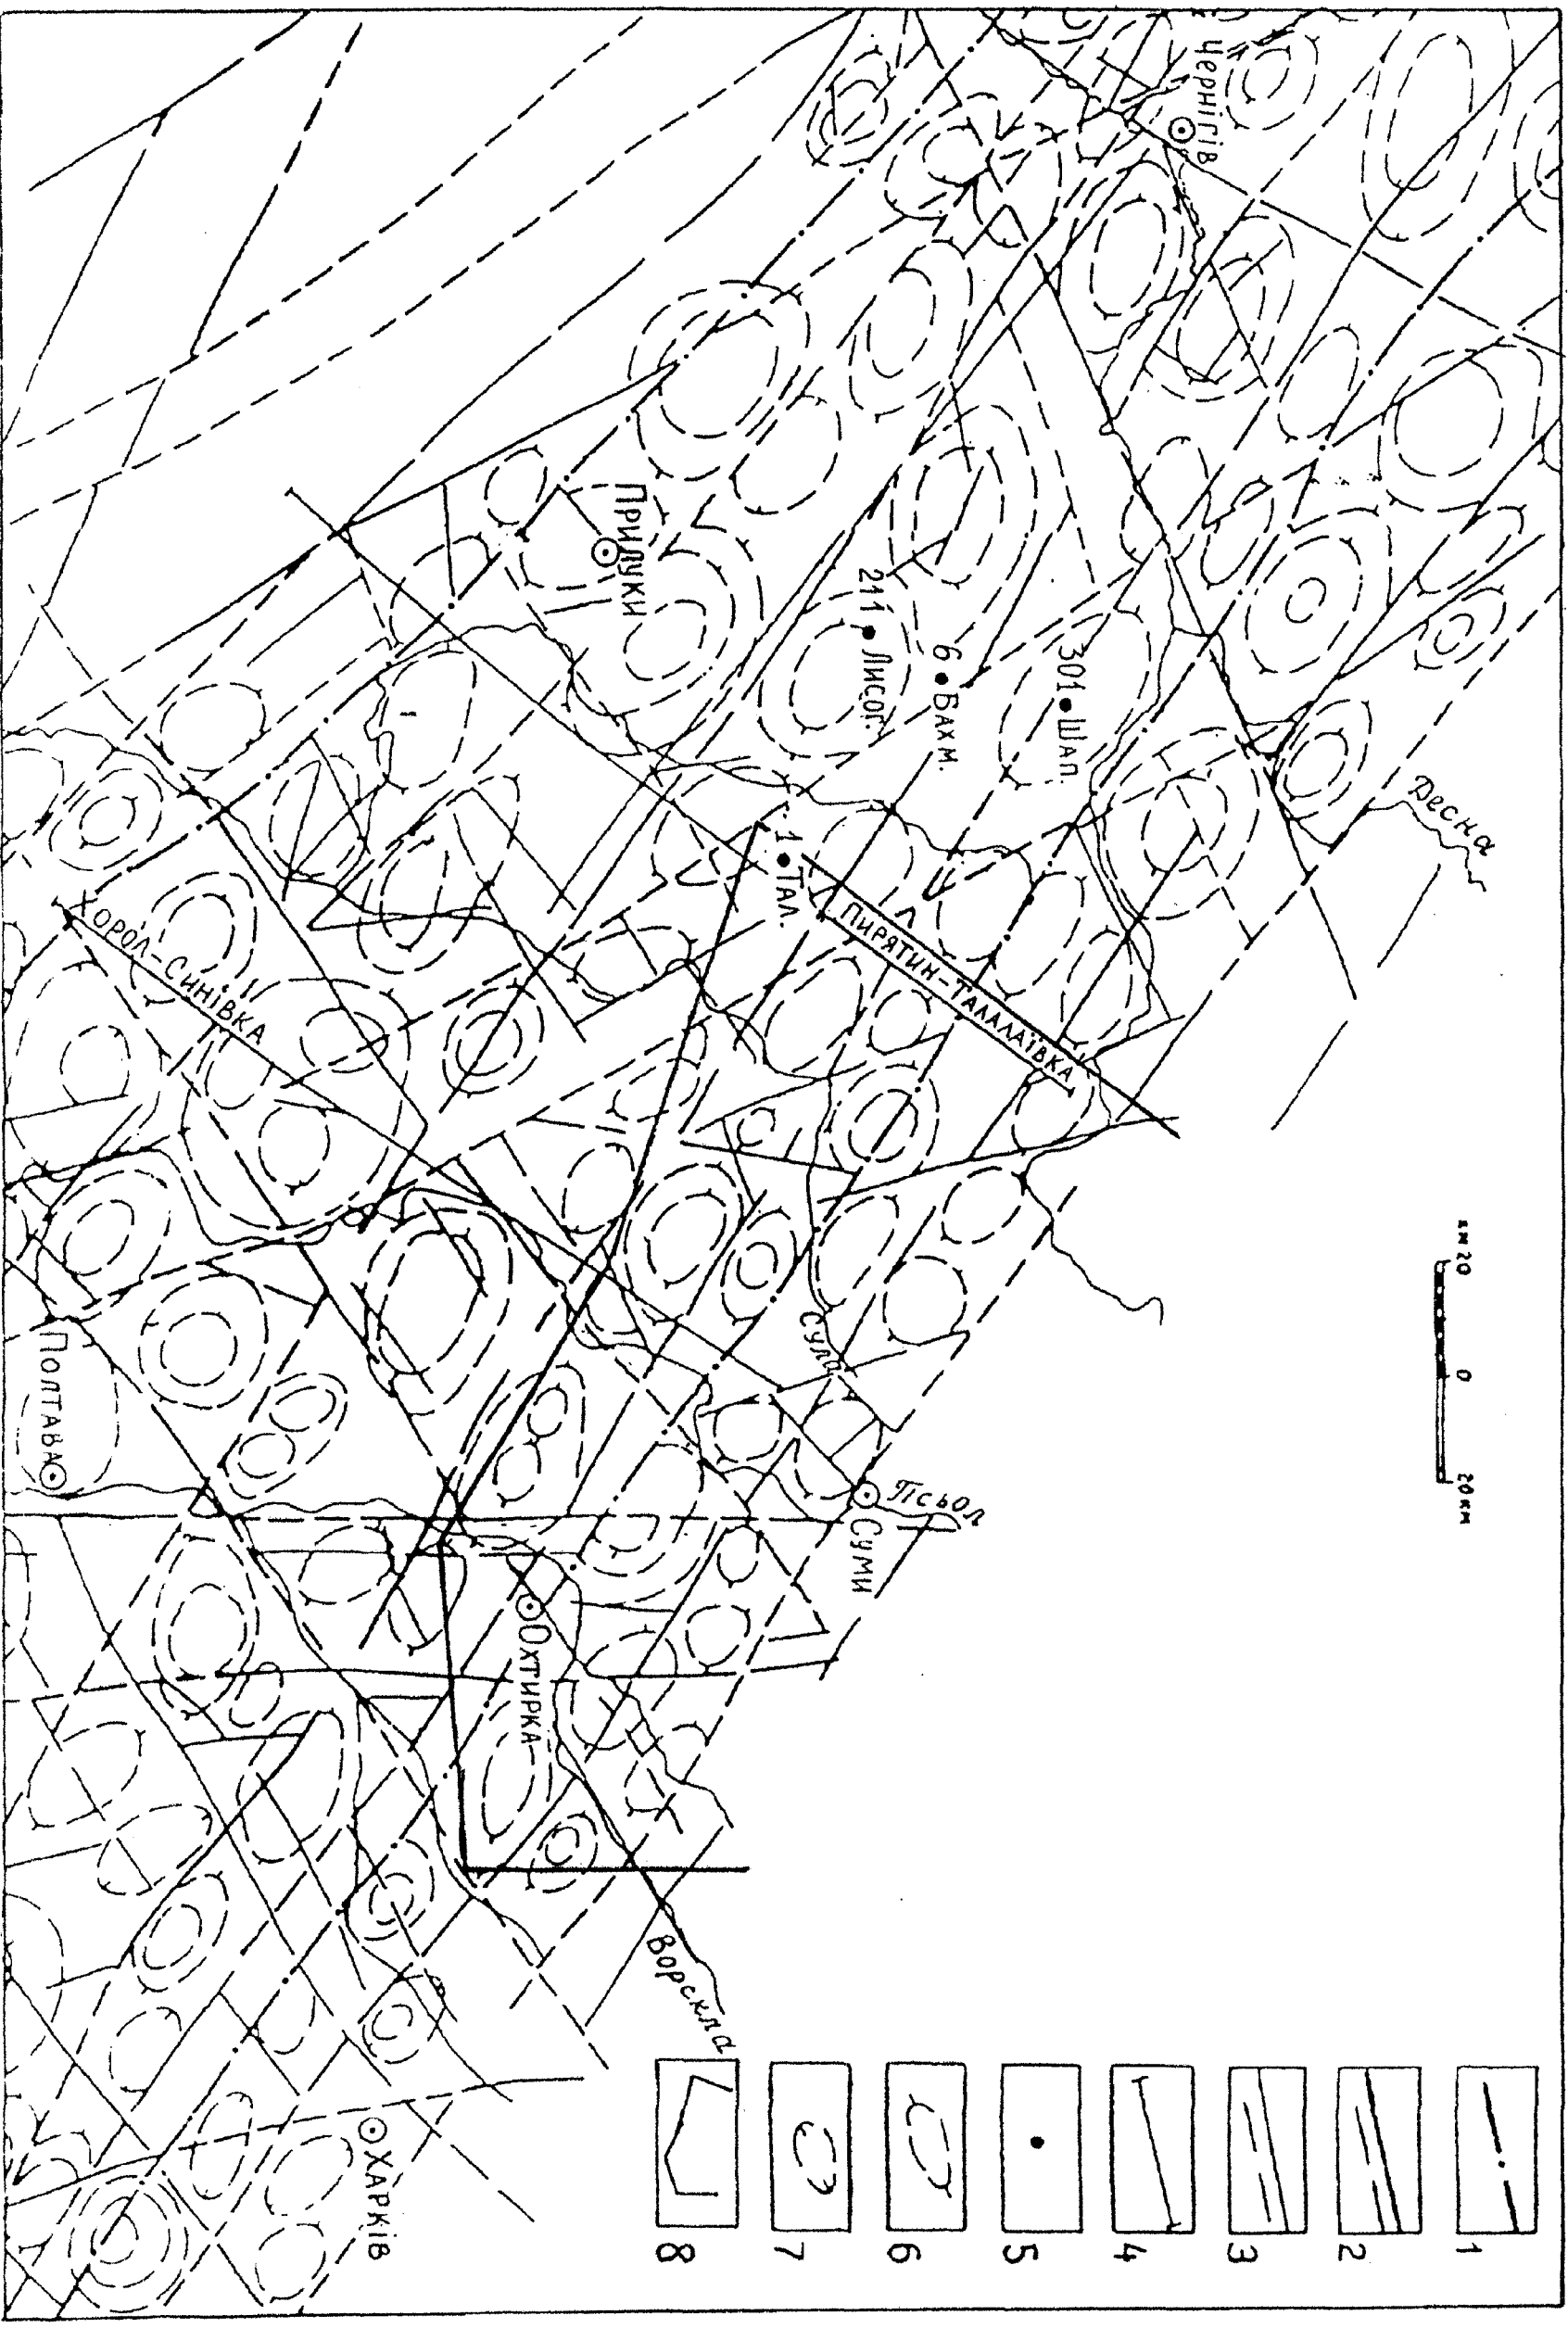 Чернігів
Десна
301 Шап.
6 Бахм.
211 Лисог.
Прилуки
1 Тал.
Пирятин-Талалаївка
Хорол-Синівка
км 20 0 20 км
Сула
Псьол
Суми
Полтава
Охтирка
Ворскла
Харків
1
2
3
4
5
6
7
8